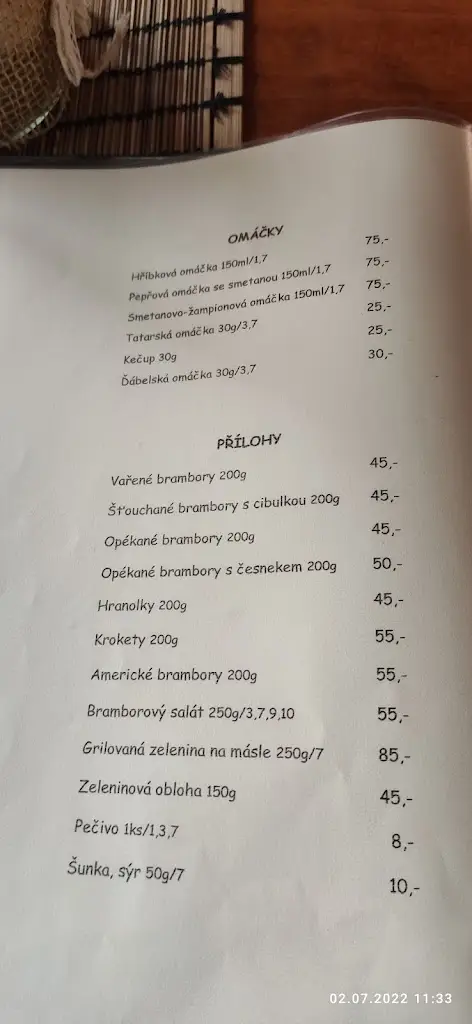 OMÁČKY
Hříbková omáčka 150ml/1,7 75,-
Pepřová omáčka se smetanou 150ml/1,7 75,-
Smetanovo-žampionová omáčka 150ml/1,7 75,-
Tatarská omáčka 30g/3,7 25,-
Kečup 30g 25,-
Ďábelská omáčka 30g/3,7 30,-
PŘÍLOHY
Vařené brambory 200g 45,-
Šťouchané brambory s cibulkou 200g 45,-
Opékané brambory 200g 45,-
Opékané brambory s česnekem 200g 50,-
Hranolky 200g 45,-
Krokety 200g 55,-
Americké brambory 200g 55,-
Bramborový salát 250g/3,7,9,10 55,-
Grilovaná zelenina na másle 250g/7 85,-
Zeleninová obloha 150g 45,-
Pečivo 1ks/1,3,7 8,-
Šunka, sýr 50g/7 10,-
02.07.2022 11:33